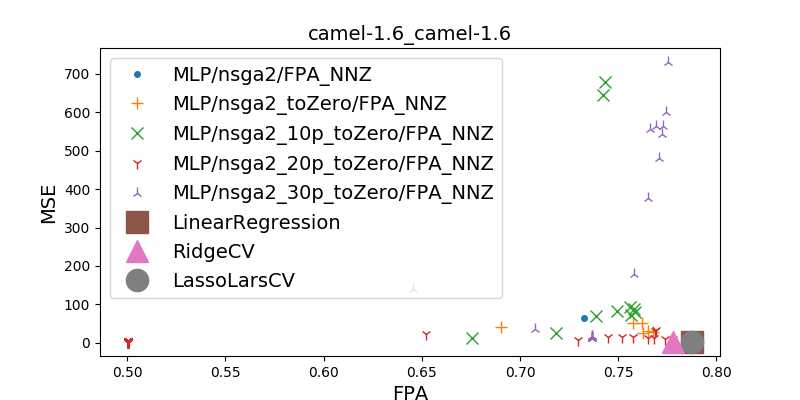 camel-1.6_camel-1.6
MSE
700
600
500
400
300
200
100
0
MLP/nsga2/FPA_NNZ
MLP/nsga2_toZero/FPA_NNZ
MLP/nsga2_10p_toZero/FPA_NNZ
MLP/nsga2_20p_toZero/FPA_NNZ
MLP/nsga2_30p_toZero/FPA_NNZ
LinearRegression
RidgeCV
LassoLarsCV
0.50 0.55 0.60 0.65 0.70 0.75 0.80
FPA